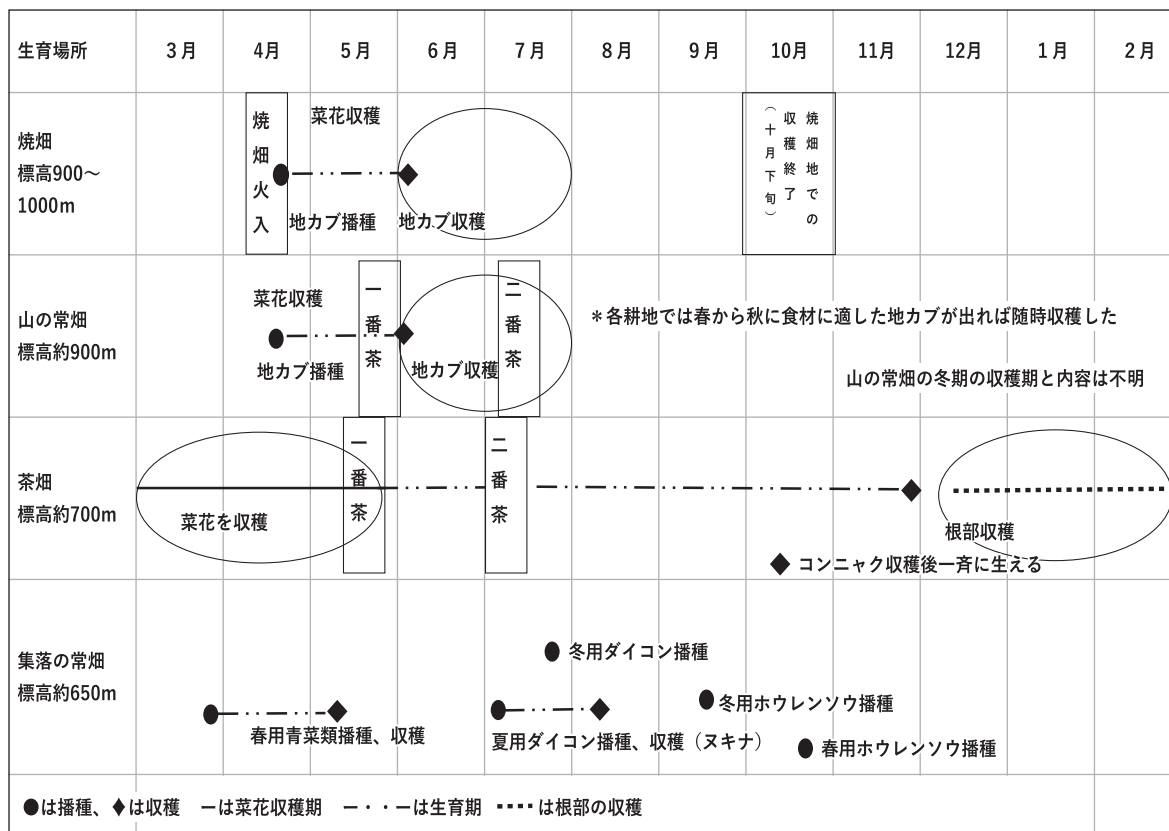 生育場所 3月 4月 5月 6月 7月 8月 9月 10月 11月 12月 1月 2月
焼畑
標高900～
1000m
焼畑火入
菜花収穫
地カブ播種
地カブ収穫
焼畑地での
収穫終了
（十月下旬）
山の常畑
標高約900m
菜花収穫
地カブ播種
一番茶
地カブ収穫
二番茶
＊各耕地では春から秋に食材に適した地カブが出れば随時収穫した
山の常畑の冬期の収穫期と内容は不明
茶畑
標高約700m
菜花を収穫
一番茶
二番茶
根部収穫
◆コンニャク収穫後一斉に生える
集落の常畑
標高約650m
●冬用ダイコン播種
●冬用ホウレンソウ播種
春用青菜類播種、収穫
夏用ダイコン播種、収穫（ヌキナ）
●春用ホウレンソウ播種
●は播種、◆は収穫 ーは菜花収穫期 ー・・ーは生育期 ･････は根部の収穫